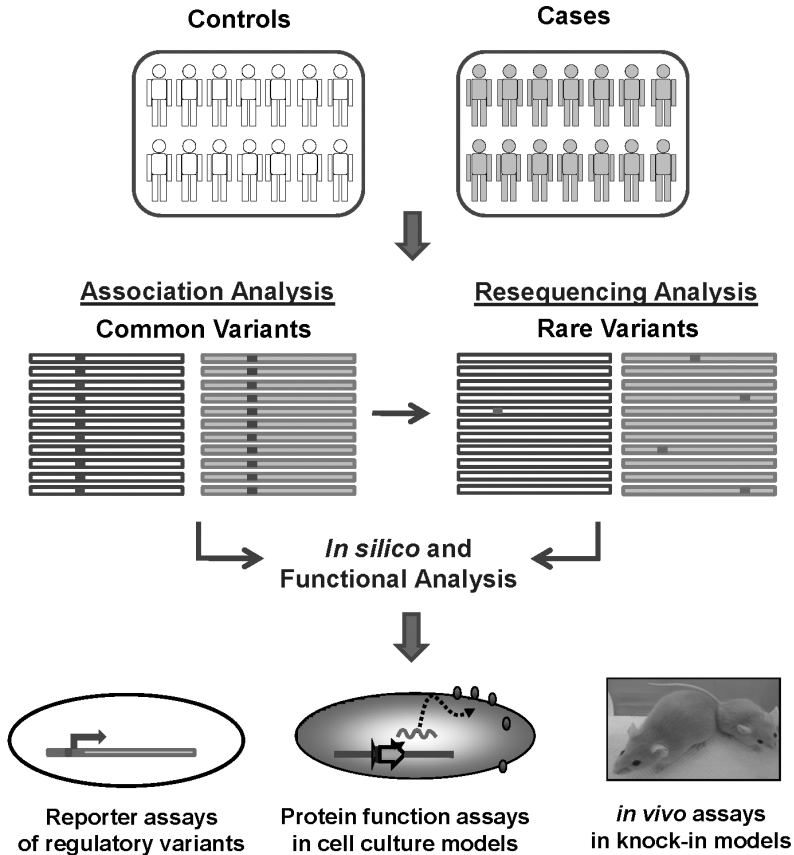 Controls
Cases
Association Analysis
Common Variants
Resequencing Analysis
Rare Variants
In silico and
Functional Analysis
Reporter assays
of regulatory variants
Protein function assays
in cell culture models
in vivo assays
in knock-in models